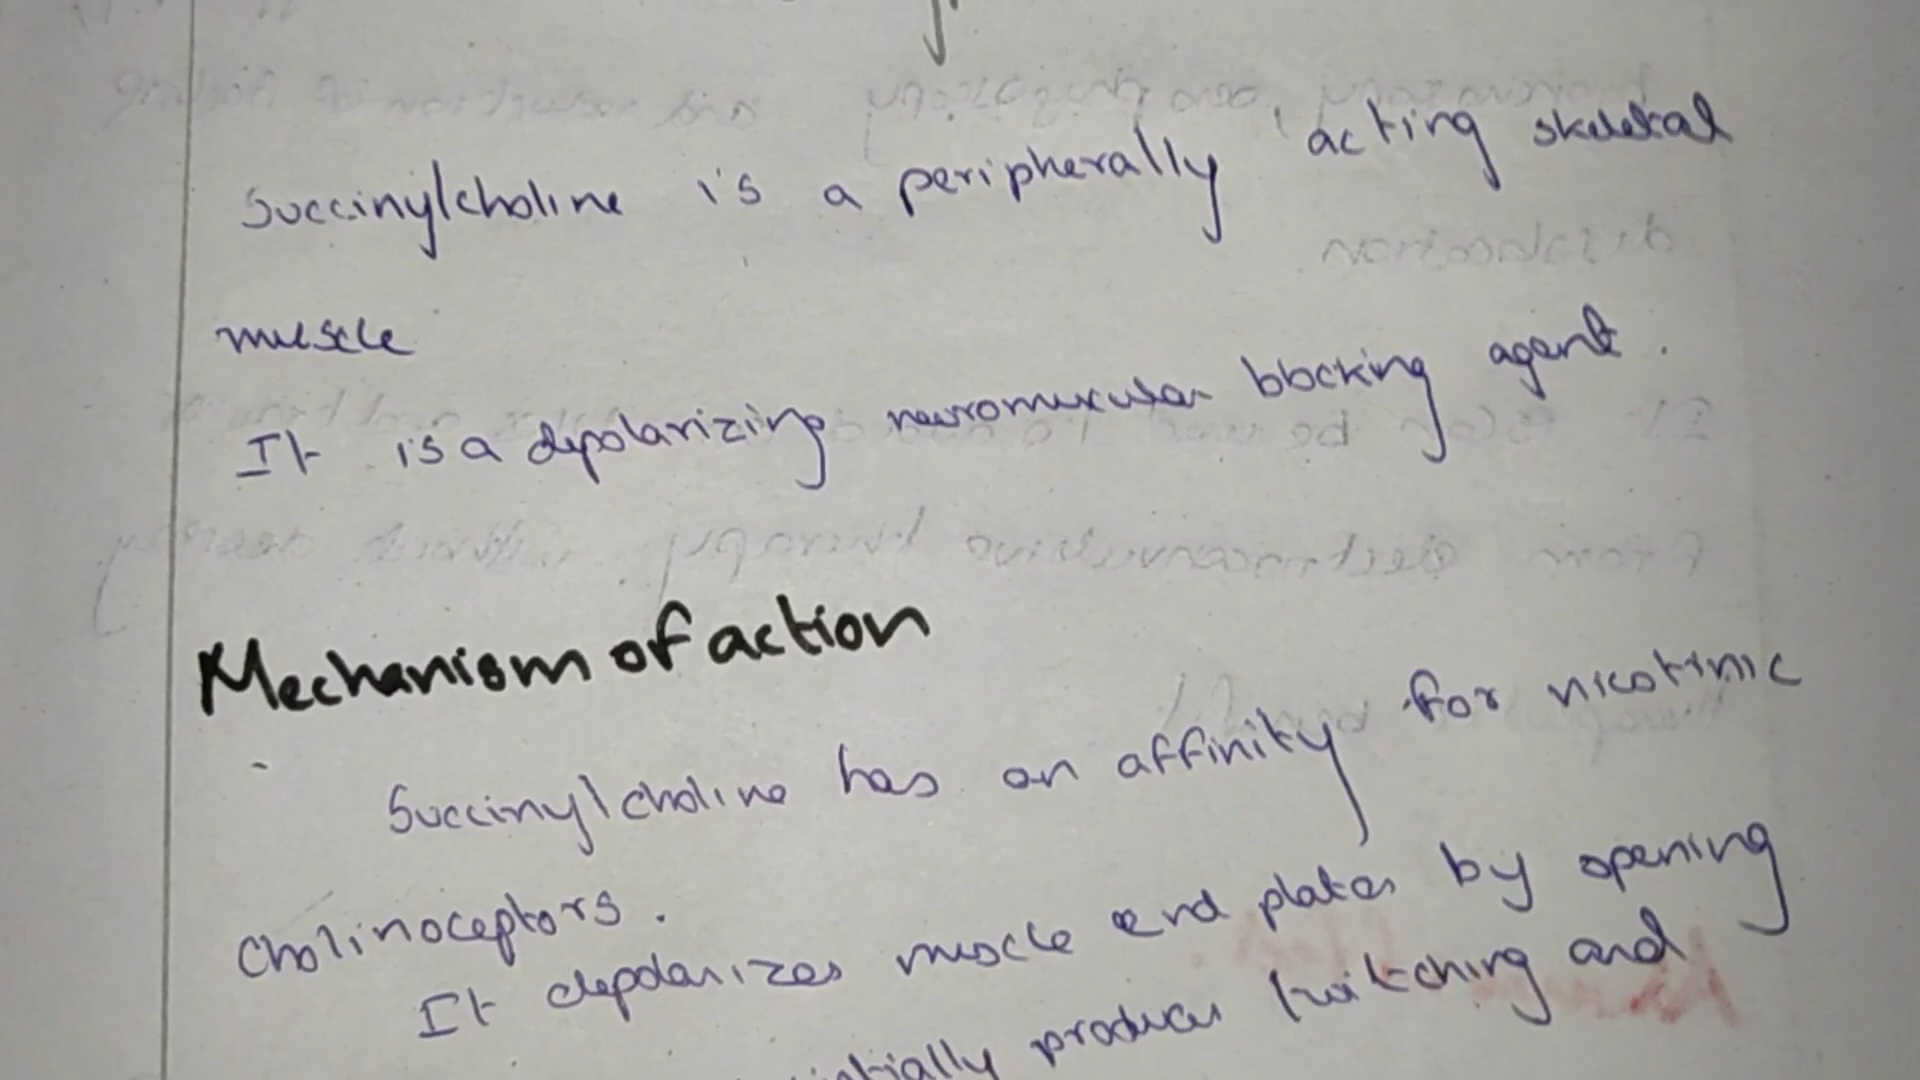 Succinylcholine is a peripherally acting skeletal
muscle
It is a depolarizing neuromuscular blocking agent.
Mechanism of action
Succinylcholine has an affinity for nicotinic
cholinoceptors.
It depolarizes muscle end plates by opening
produces twitching and